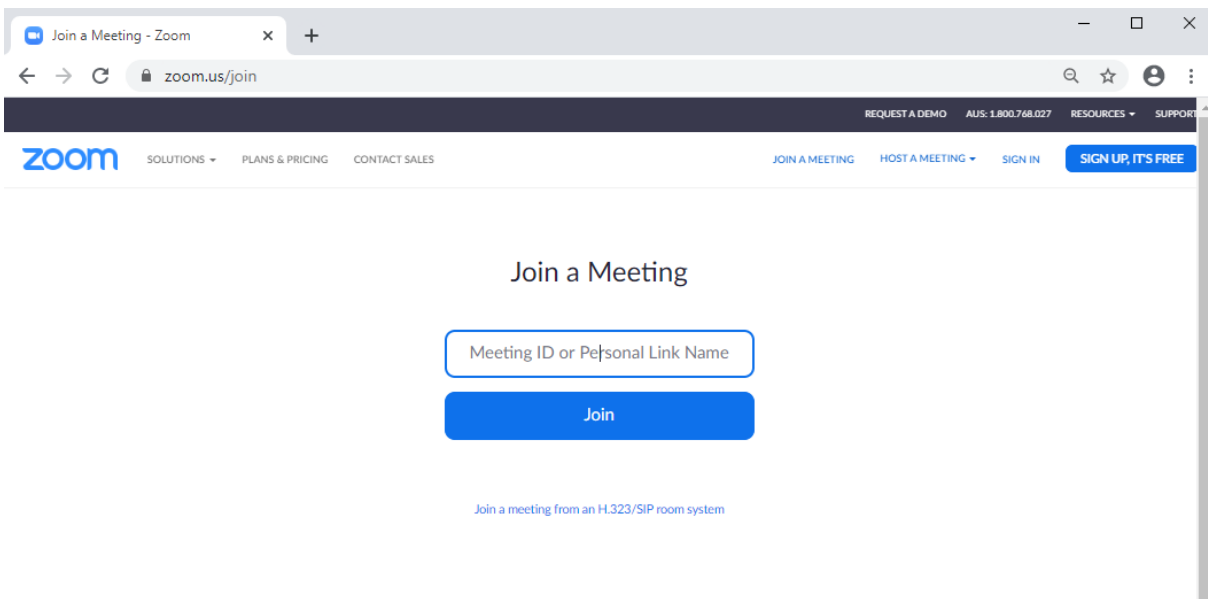 Join a Meeting - Zoom
zoom.us/join
REQUEST A DEMO AUS: 1.800.768.027 RESOURCES SUPPORT
zoom SOLUTIONS PLANS & PRICING CONTACT SALES JOIN A MEETING HOST A MEETING SIGN IN SIGN UP, IT'S FREE
Join a Meeting
Meeting ID or Personal Link Name
Join
Join a meeting from an H.323/SIP room system